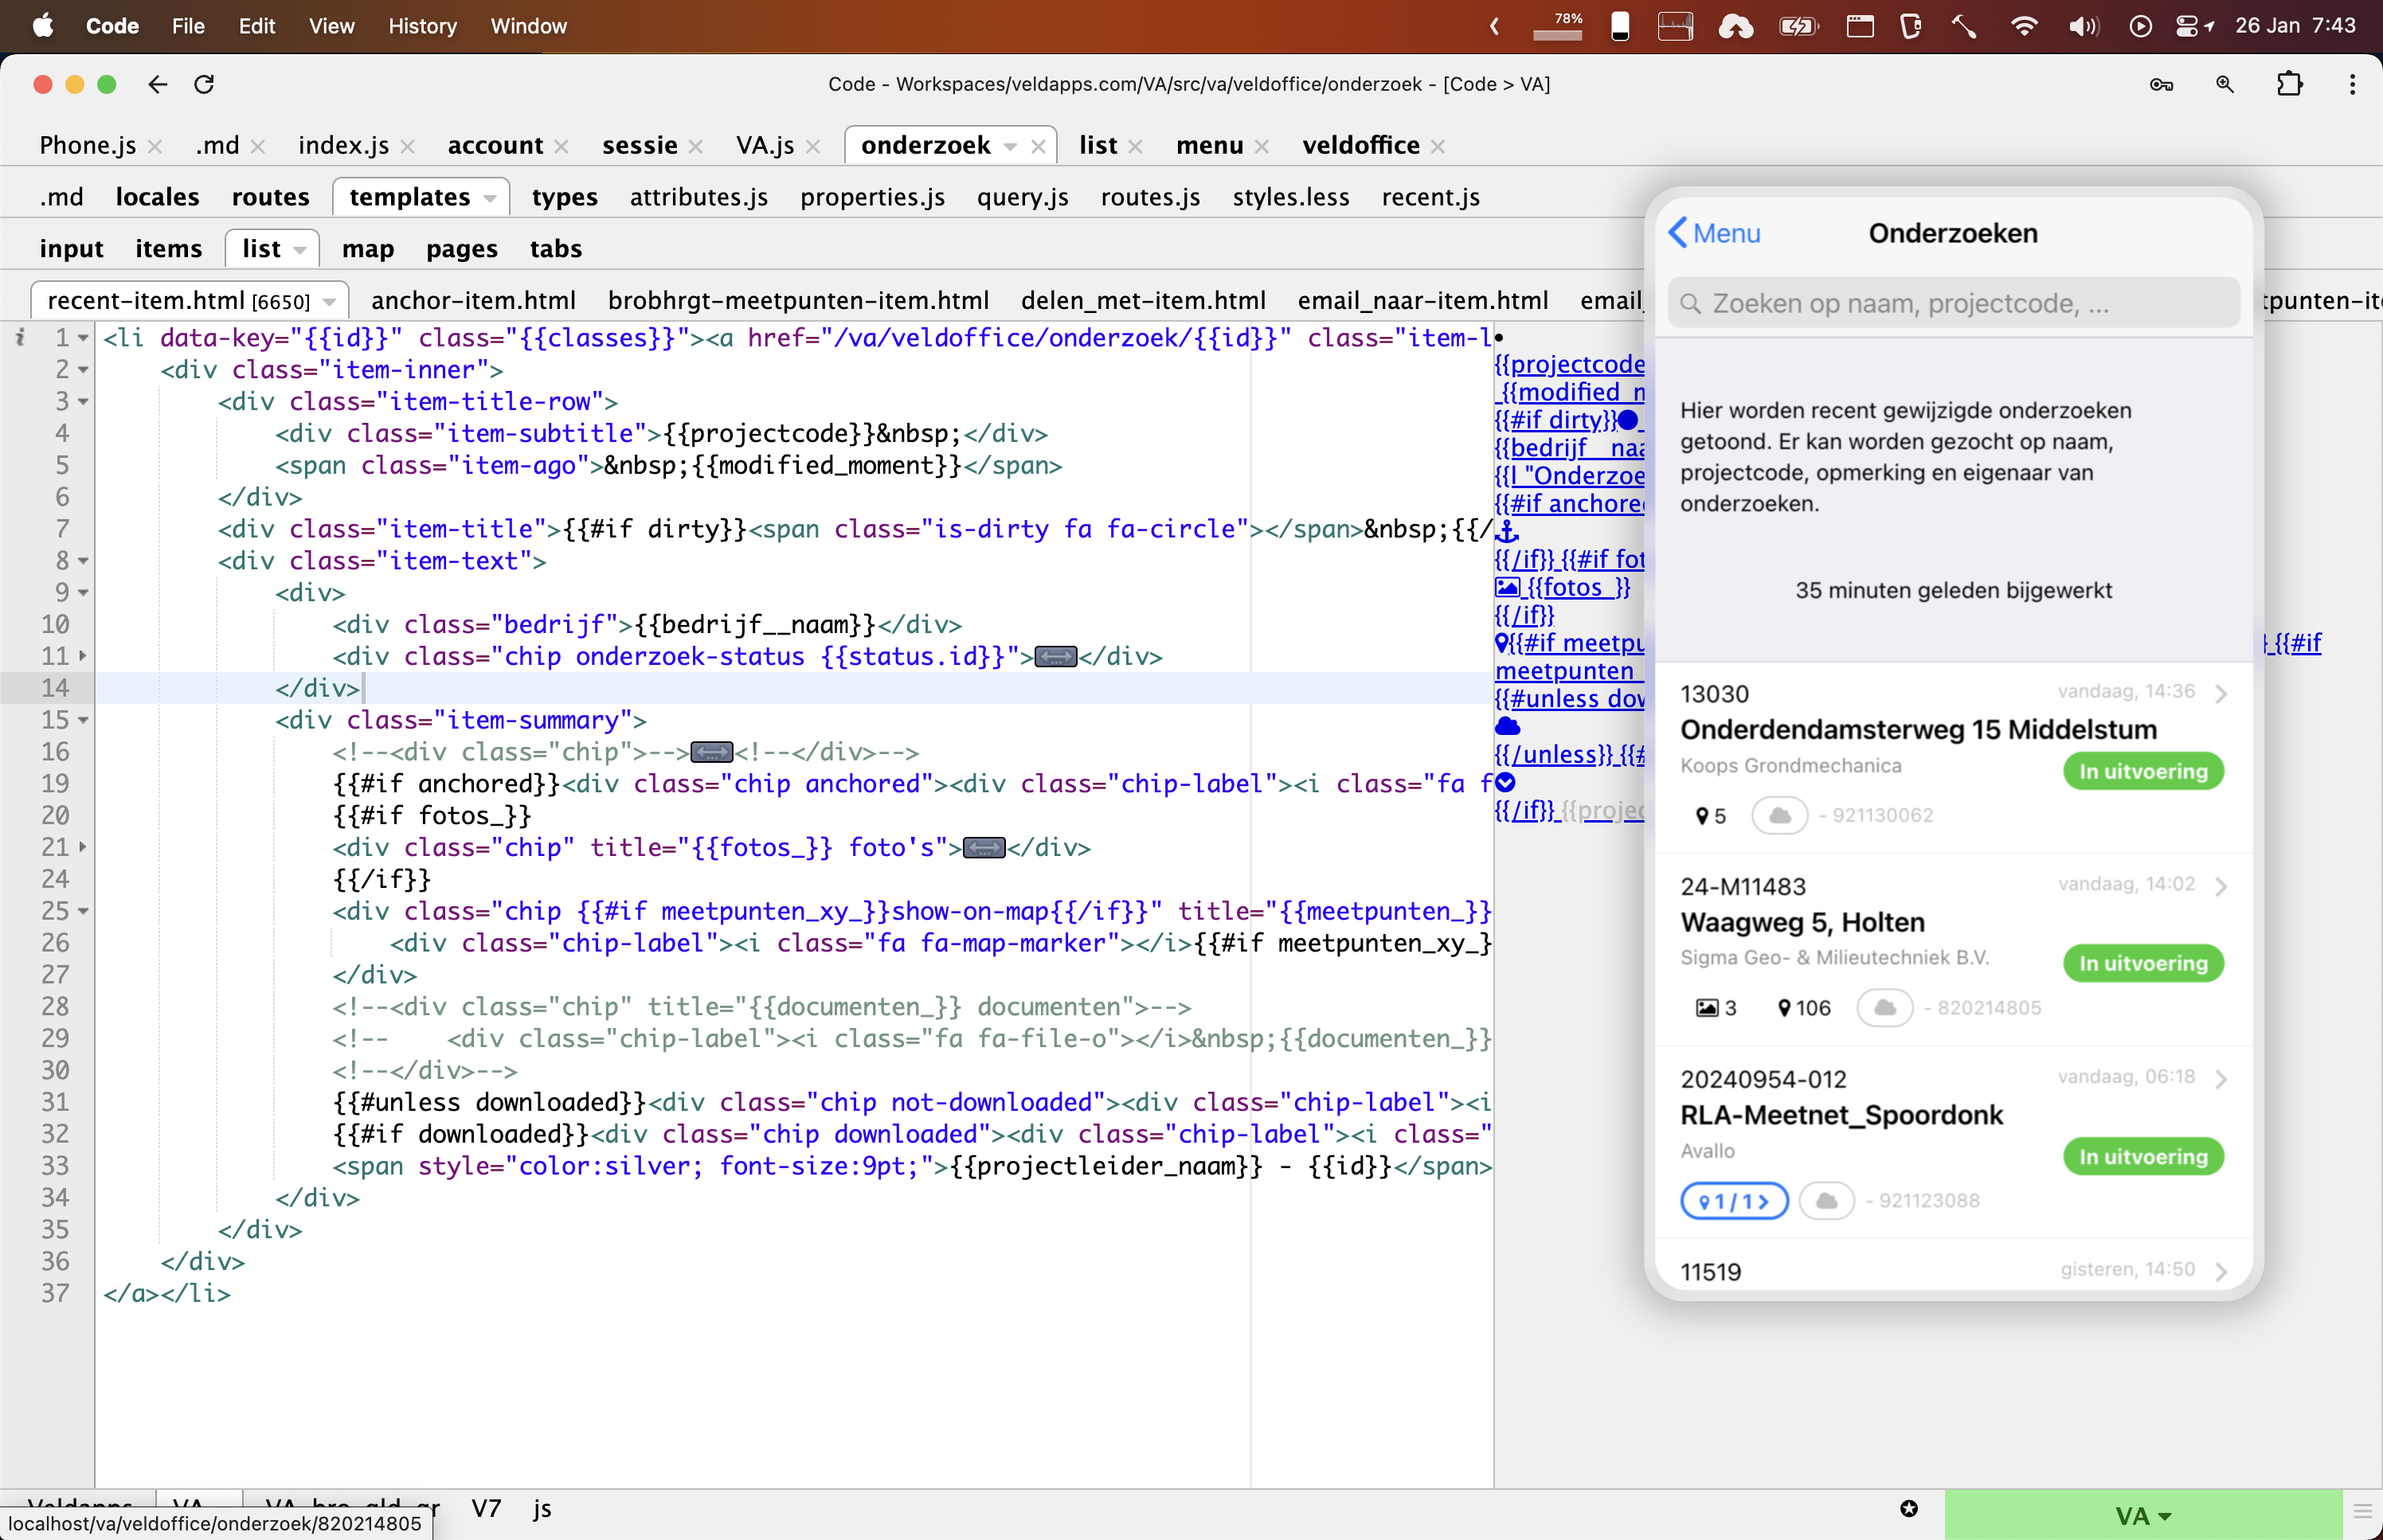 Code File Edit View History Window 78% 26 Jan 7:43
Code - Workspaces/veldapps.com/VA/src/va/veldoffice/onderzoek - [Code > VA]
Phone.js .md index.js account sessie VA.js onderzoek list menu veldoffice
.md locales routes templates types attributes.js properties.js query.js routes.js styles.less recent.js
input items list map pages tabs
recent-item.html [6650] anchor-item.html brobhrgt-meetpunten-item.html delen_met-item.html email_naar-item.html email_
1 <li data-key="{{id}}" class="{{classes}}"><a href="/va/veldoffice/onderzoek/{{id}}" class="item-l
2 <div class="item-inner">
3 <div class="item-title-row">
4 <div class="item-subtitle">{{projectcode}}&nbsp;</div>
5 <span class="item-ago">&nbsp;{{modified_moment}}</span>
6 </div>
7 <div class="item-title">{{#if dirty}}<span class="is-dirty fa fa-circle"></span>&nbsp;{{/
8 <div class="item-text">
9 <div>
10 <div class="bedrijf">{{bedrijf__naam}}</div>
11 <div class="chip onderzoek-status {{status.id}}"></div>
14 </div>
15 <div class="item-summary">
16 <!--<div class="chip">--><!--</div>-->
19 {{#if anchored}}<div class="chip anchored"><div class="chip-label"><i class="fa f
20 {{#if fotos_}}
21 <div class="chip" title="{{fotos_}} foto's"></div>
24 {{/if}}
25 <div class="chip {{#if meetpunten_xy_}}show-on-map{{/if}}" title="{{meetpunten_}}
26 <div class="chip-label"><i class="fa fa-map-marker"></i>{{#if meetpunten_xy_}
27 </div>
28 <!--<div class="chip" title="{{documenten_}} documenten">-->
29 <!--    <div class="chip-label"><i class="fa fa-file-o"></i>&nbsp;{{documenten_}}
30 <!--</div>-->
31 {{#unless downloaded}}<div class="chip not-downloaded"><div class="chip-label"><i
32 {{#if downloaded}}<div class="chip downloaded"><div class="chip-label"><i class="
33 <span style="color:silver; font-size:9pt;">{{projectleider_naam}} - {{id}}</span>
34 </div>
35 </div>
36 </div>
37 </a></li>
{{projectcode
{{modified_m
{{#if dirty}}
{{bedrijf__naa
{{l "Onderzoe
{{#if anchore
{{/if}} {{#if fot
{{fotos_}}
{{/if}}
{{#if meetpu
{{#if
meetpunten_
{{#unless dow
{{/unless}} {{#
{{/if}} {{projec
Menu Onderzoeken
Zoeken op naam, projectcode, ...
Hier worden recent gewijzigde onderzoeken
getoond. Er kan worden gezocht op naam,
projectcode, opmerking en eigenaar van
onderzoeken.
35 minuten geleden bijgewerkt
13030 vandaag, 14:36
Onderdendamsterweg 15 Middelstum
Koops Grondmechanica In uitvoering
5 - 921130062
24-M11483 vandaag, 14:02
Waagweg 5, Holten
Sigma Geo- & Milieutechniek B.V. In uitvoering
3 106 - 820214805
20240954-012 vandaag, 06:18
RLA-Meetnet_Spoordonk
Avallo In uitvoering
1 / 1 - 921123088
11519 gisteren, 14:50
V7 js
localhost/va/veldoffice/onderzoek/820214805
VA